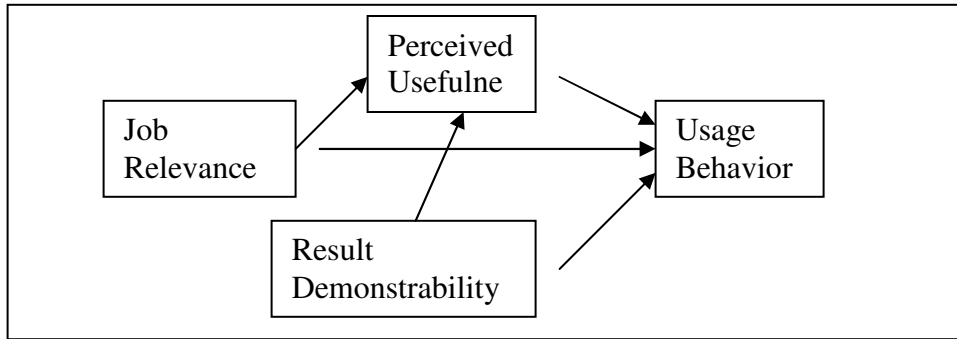 Perceived
Usefulne
Job
Relevance
Usage
Behavior
Result
Demonstrability